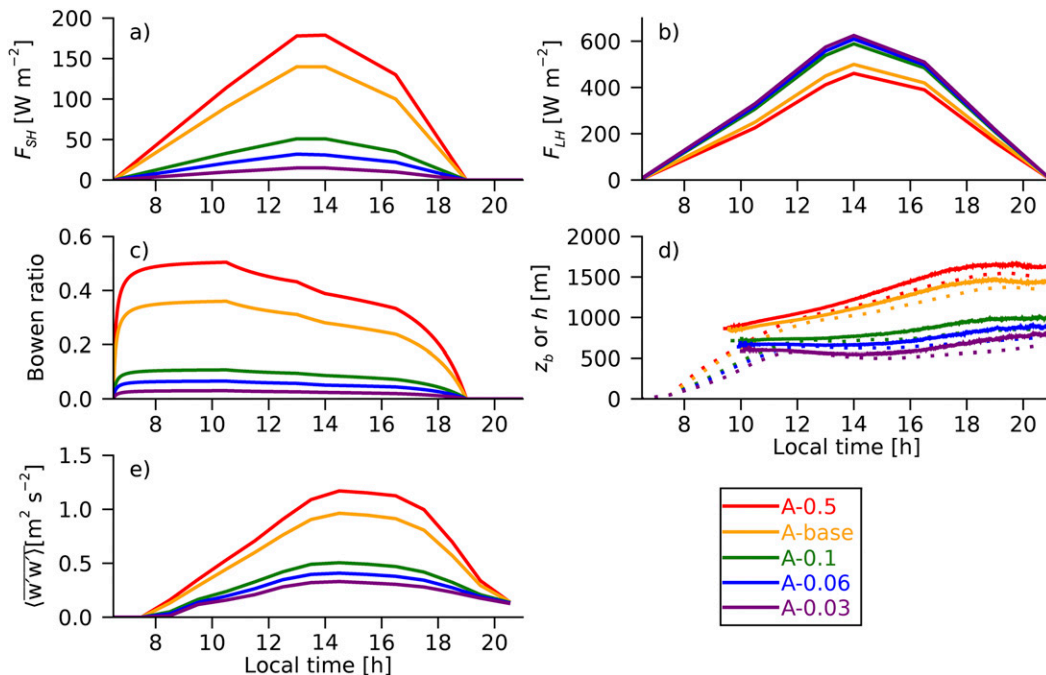 a)
F_SH [W m⁻²]
200
150
100
50
0
8 10 12 14 16 18 20
b)
F_LH [W m⁻²]
600
400
200
0
8 10 12 14 16 18 20
c)
Bowen ratio
0.6
0.4
0.2
0.0
8 10 12 14 16 18 20
d)
z_b or h [m]
2000
1500
1000
500
0
8 10 12 14 16 18 20
Local time [h]
e)
⟨w′w′⟩[m² s⁻²]
1.5
1.0
0.5
0.0
8 10 12 14 16 18 20
Local time [h]
A-0.5
A-base
A-0.1
A-0.06
A-0.03